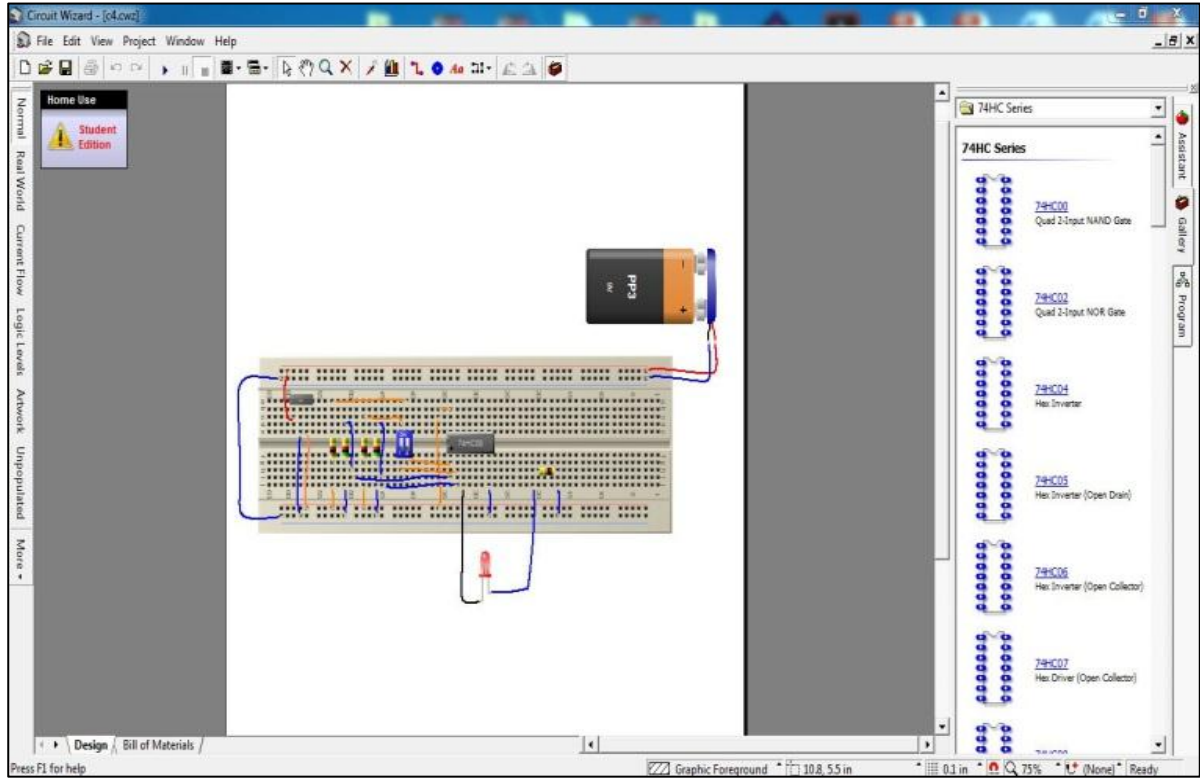 Circuit Wizard - [c4.cwz]
File Edit View Project Window Help
Home Use
Student
Edition
Normal
Real World
Current Flow
Logic Levels
Artwork
Unpopulated
More
PP3
9V
74HC00
74HC Series
74HC Series
74HC00
Quad 2-Input NAND Gate
74HC02
Quad 2-Input NOR Gate
74HC04
Hex Inverter
74HC05
Hex Inverter (Open Drain)
74HC06
Hex Inverter (Open Collector)
74HC07
Hex Driver (Open Collector)
Assistant
Gallery
Program
Design Bill of Materials
Press F1 for help
Graphic Foreground 10.8, 5.5 in 0.1 in 75% (None) Ready